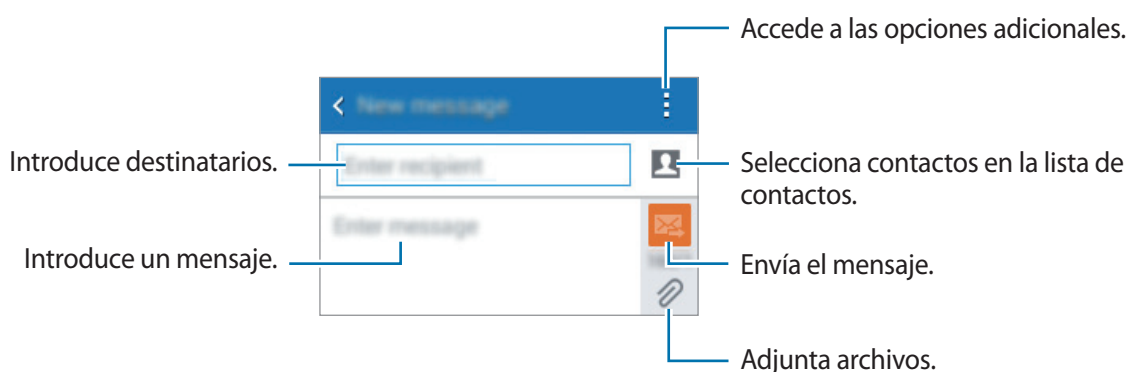 Accede a las opciones adicionales.
New message
Introduce destinatarios.
Enter recipient
Selecciona contactos en la lista de
contactos.
Enter message
Introduce un mensaje.
Envía el mensaje.
Adjunta archivos.